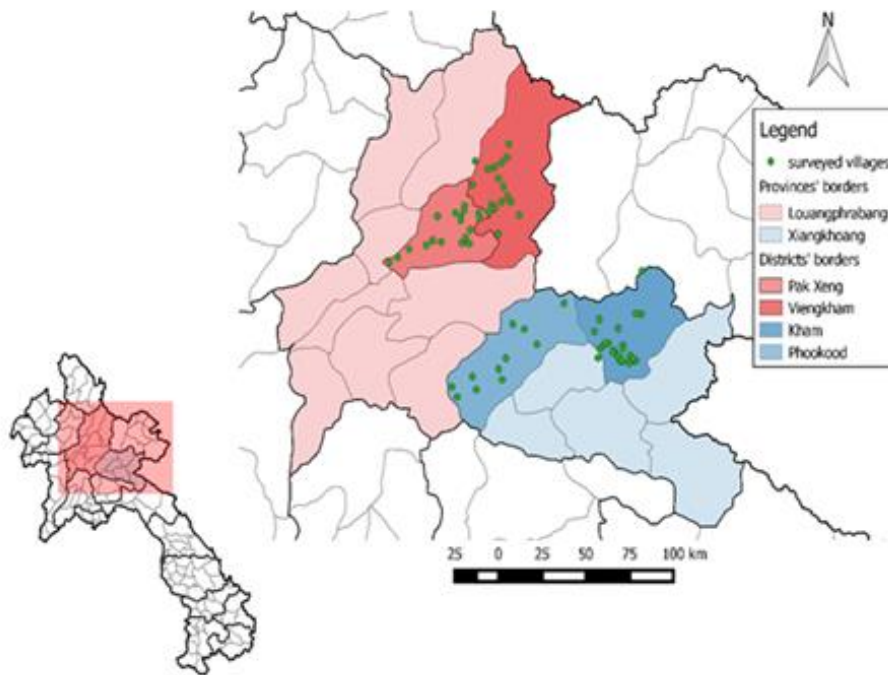 N
Legend
surveyed villages
Provinces' borders
Louangphrabang
Xiangkhoang
Districts' borders
Pak Xeng
Viengkham
Kham
Phookood
25 0 25 50 75 100 km